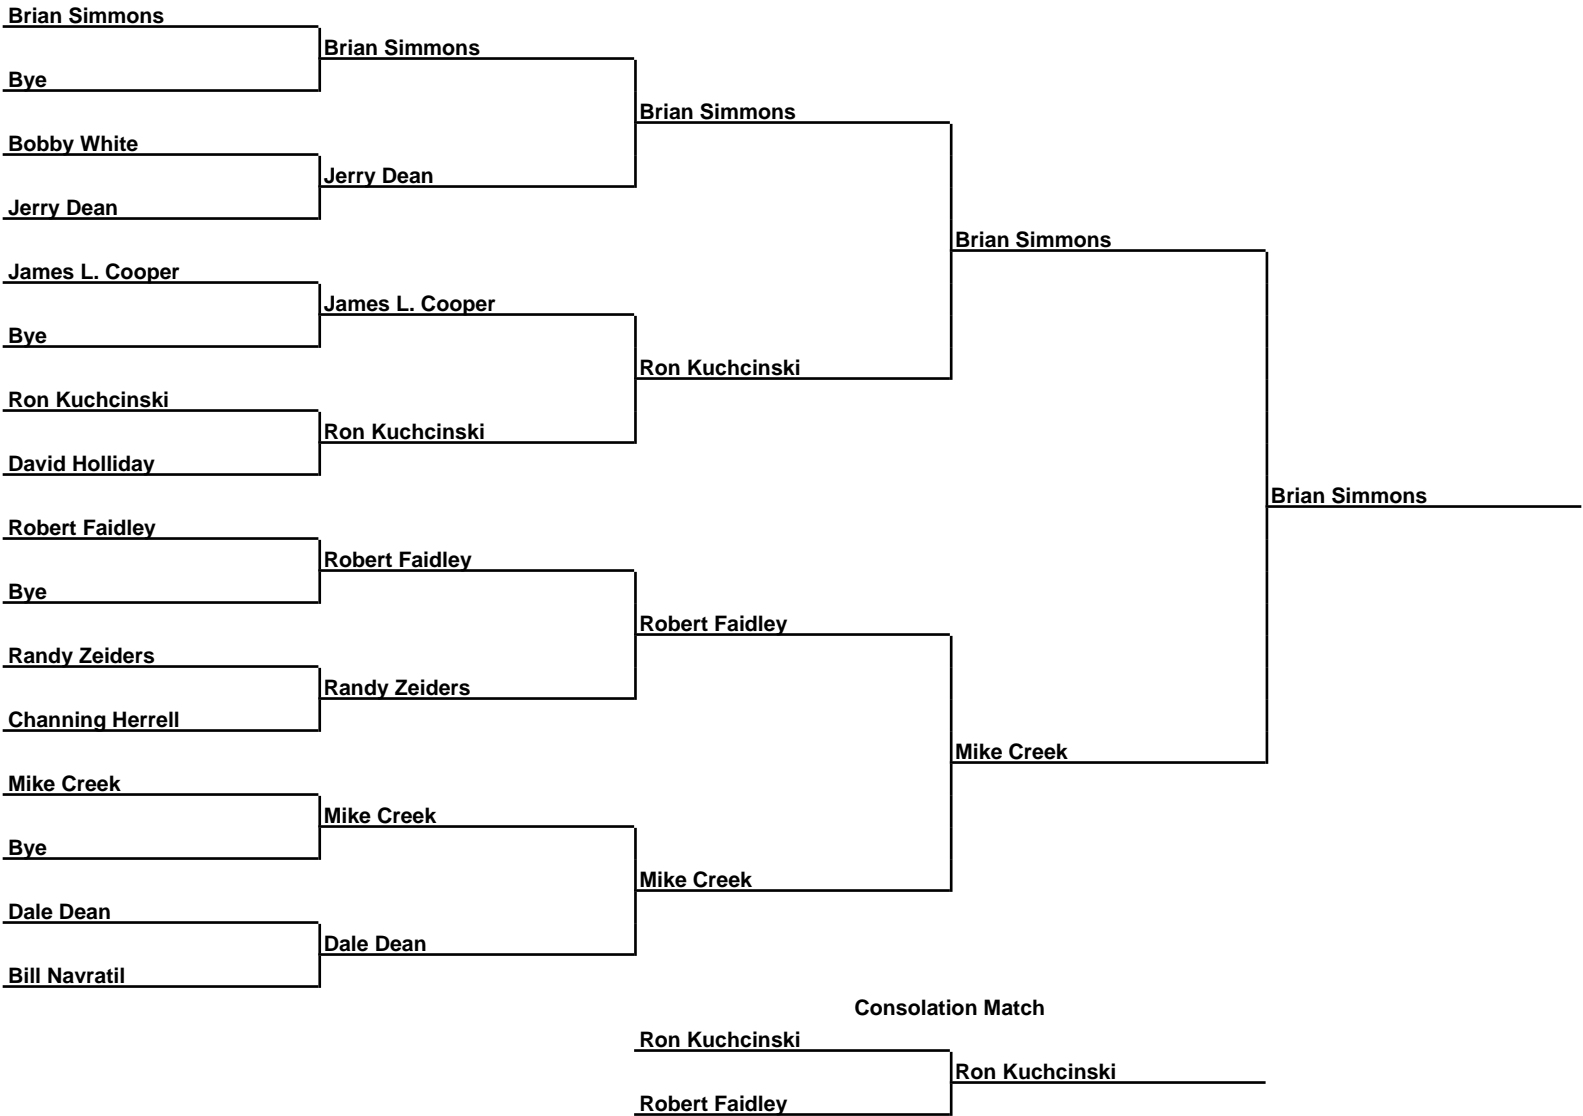 Brian Simmons
Brian Simmons
Bye
Brian Simmons
Bobby White
Jerry Dean
Jerry Dean
Brian Simmons
James L. Cooper
James L. Cooper
Bye
Ron Kuchcinski
Ron Kuchcinski
Ron Kuchcinski
David Holliday
Brian Simmons
Robert Faidley
Robert Faidley
Bye
Robert Faidley
Randy Zeiders
Randy Zeiders
Channing Herrell
Mike Creek
Mike Creek
Mike Creek
Bye
Mike Creek
Dale Dean
Dale Dean
Bill Navratil
Consolation Match
Ron Kuchcinski
Ron Kuchcinski
Robert Faidley